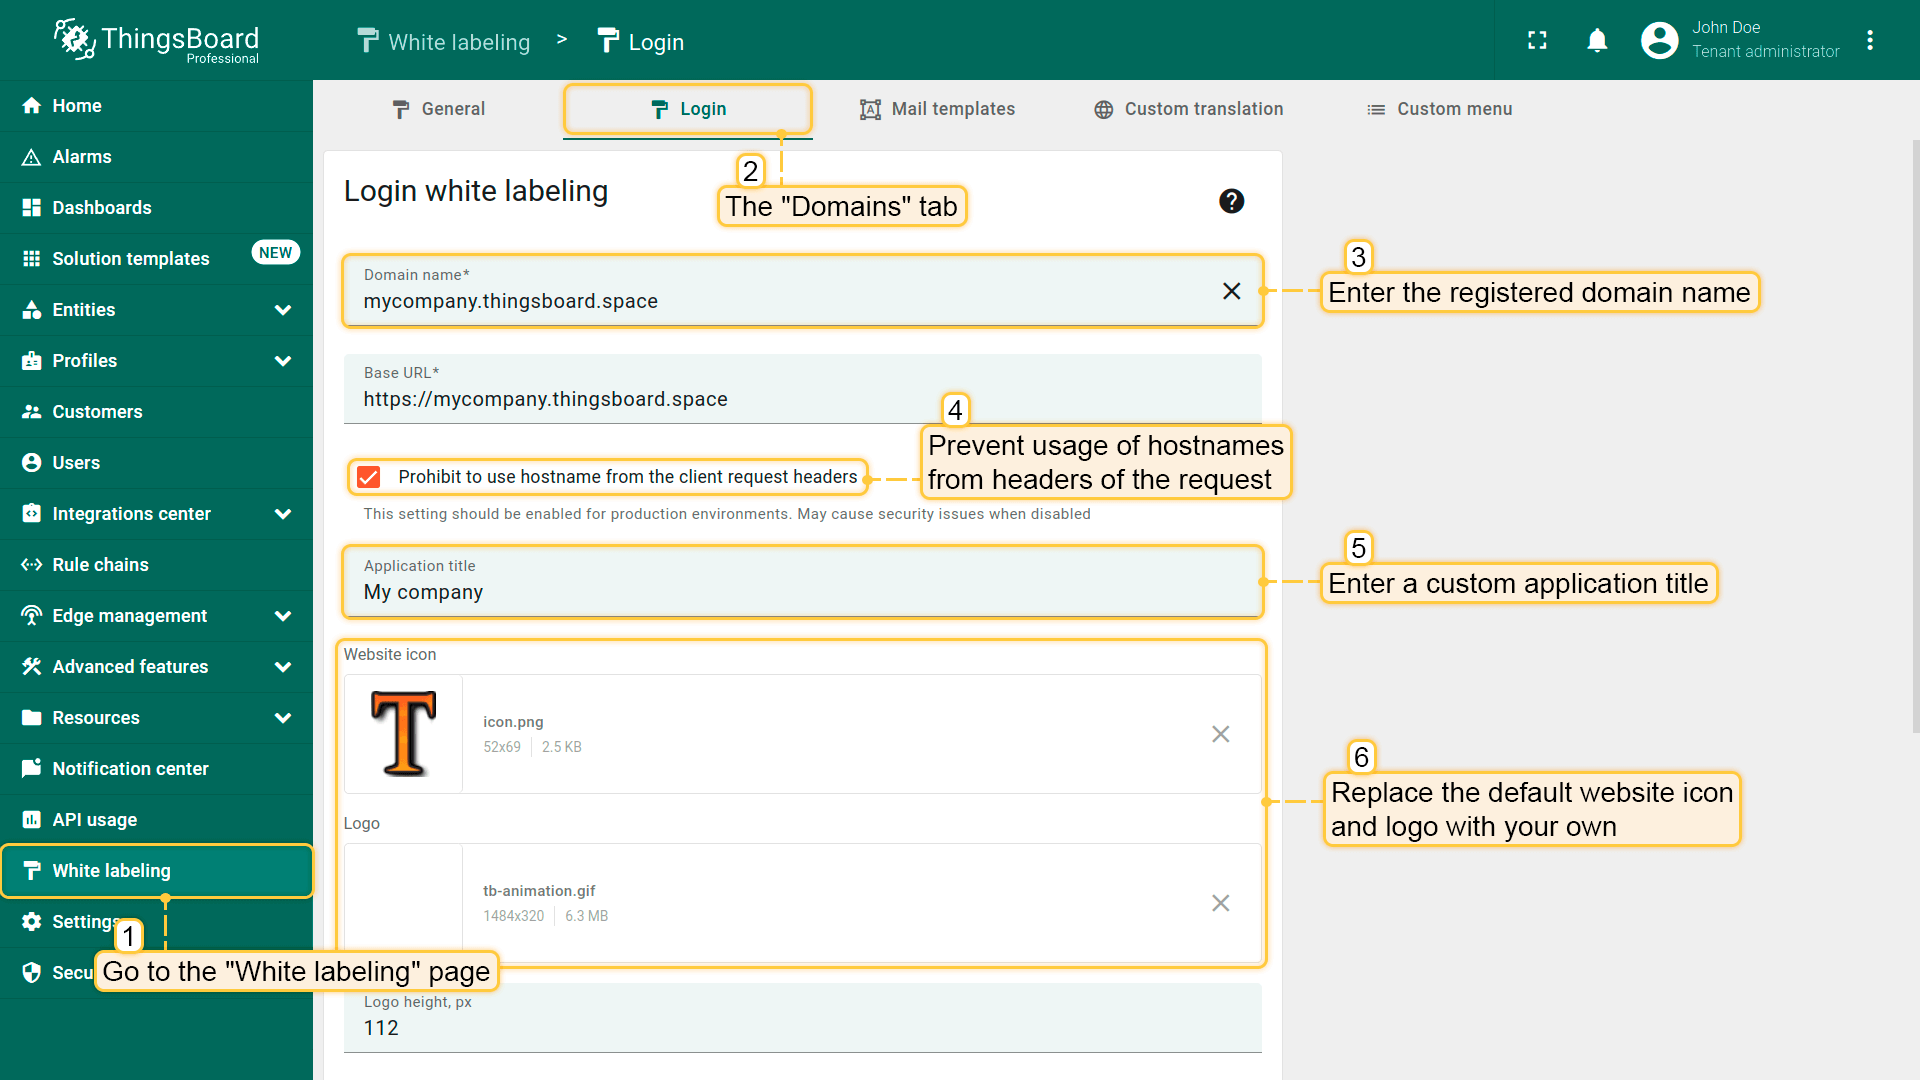 ThingsBoard
Professional
White labeling > Login
John Doe
Tenant administrator
Home
Alarms
Dashboards
Solution templates NEW
Entities
Profiles
Customers
Users
Integrations center
Rule chains
Edge management
Advanced features
Resources
Notification center
API usage
White labeling
Settings
Secu
1
Go to the "White labeling" page
General
Login
Mail templates
Custom translation
Custom menu
2
The "Domains" tab
Login white labeling
?
Domain name*
mycompany.thingsboard.space
3
Enter the registered domain name
Base URL*
https://mycompany.thingsboard.space
4
Prevent usage of hostnames
from headers of the request
Prohibit to use hostname from the client request headers
This setting should be enabled for production environments. May cause security issues when disabled
Application title
My company
5
Enter a custom application title
Website icon
T
icon.png
52x69 2.5 KB
6
Replace the default website icon
and logo with your own
Logo
tb-animation.gif
1484x320 6.3 MB
Logo height, px
112